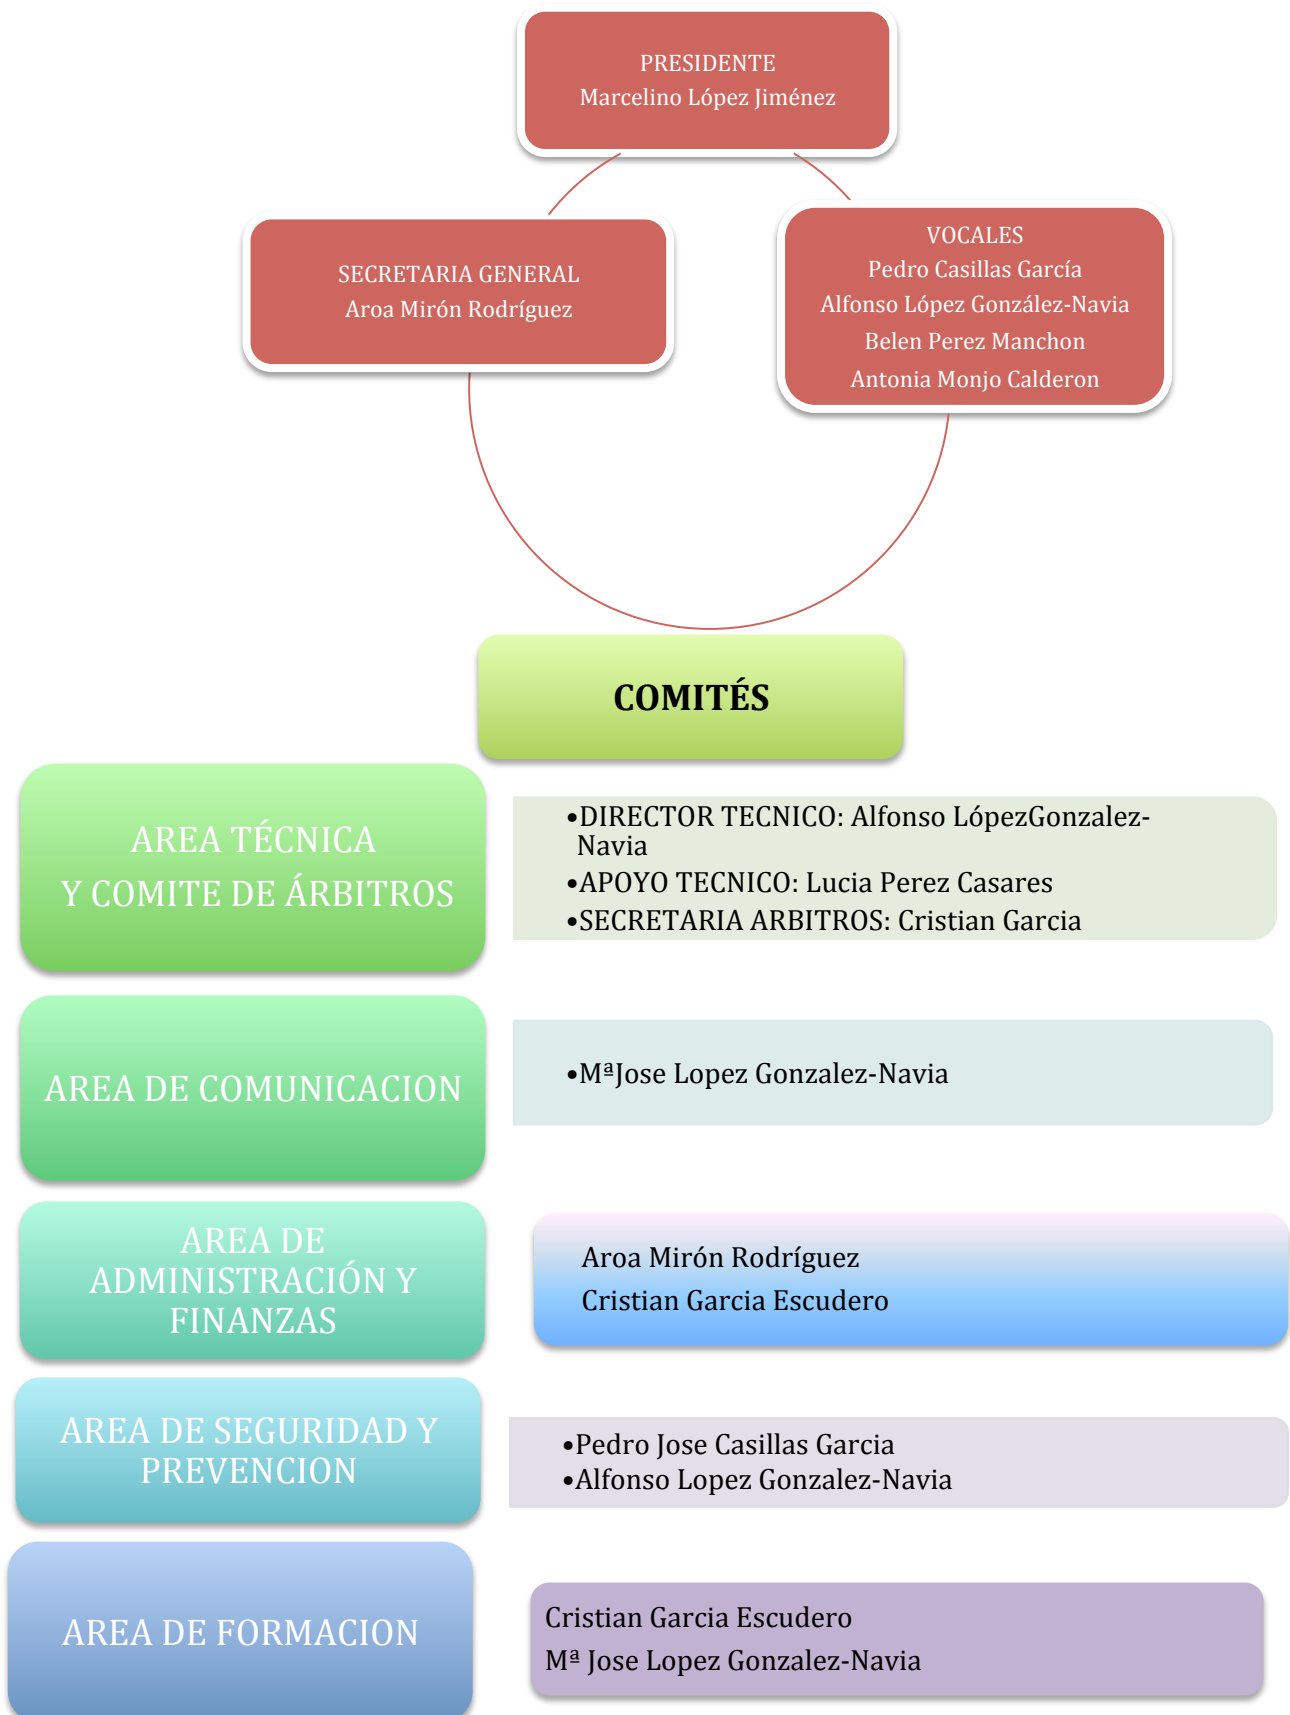 PRESIDENTE
Marcelino López Jiménez
SECRETARIA GENERAL
Aroa Mirón Rodríguez
VOCALES
Pedro Casillas García
Alfonso López González-Navia
Belen Perez Manchon
Antonia Monjo Calderon
COMITÉS
AREA TÉCNICA
Y COMITE DE ÁRBITROS
•DIRECTOR TECNICO: Alfonso LópezGonzalez-
Navia
•APOYO TECNICO: Lucia Perez Casares
•SECRETARIA ARBITROS: Cristian Garcia
AREA DE COMUNICACION
•MªJose Lopez Gonzalez-Navia
AREA DE
ADMINISTRACIÓN Y
FINANZAS
Aroa Mirón Rodríguez
Cristian Garcia Escudero
AREA DE SEGURIDAD Y
PREVENCION
•Pedro Jose Casillas Garcia
•Alfonso Lopez Gonzalez-Navia
AREA DE FORMACION
Cristian Garcia Escudero
Mª Jose Lopez Gonzalez-Navia